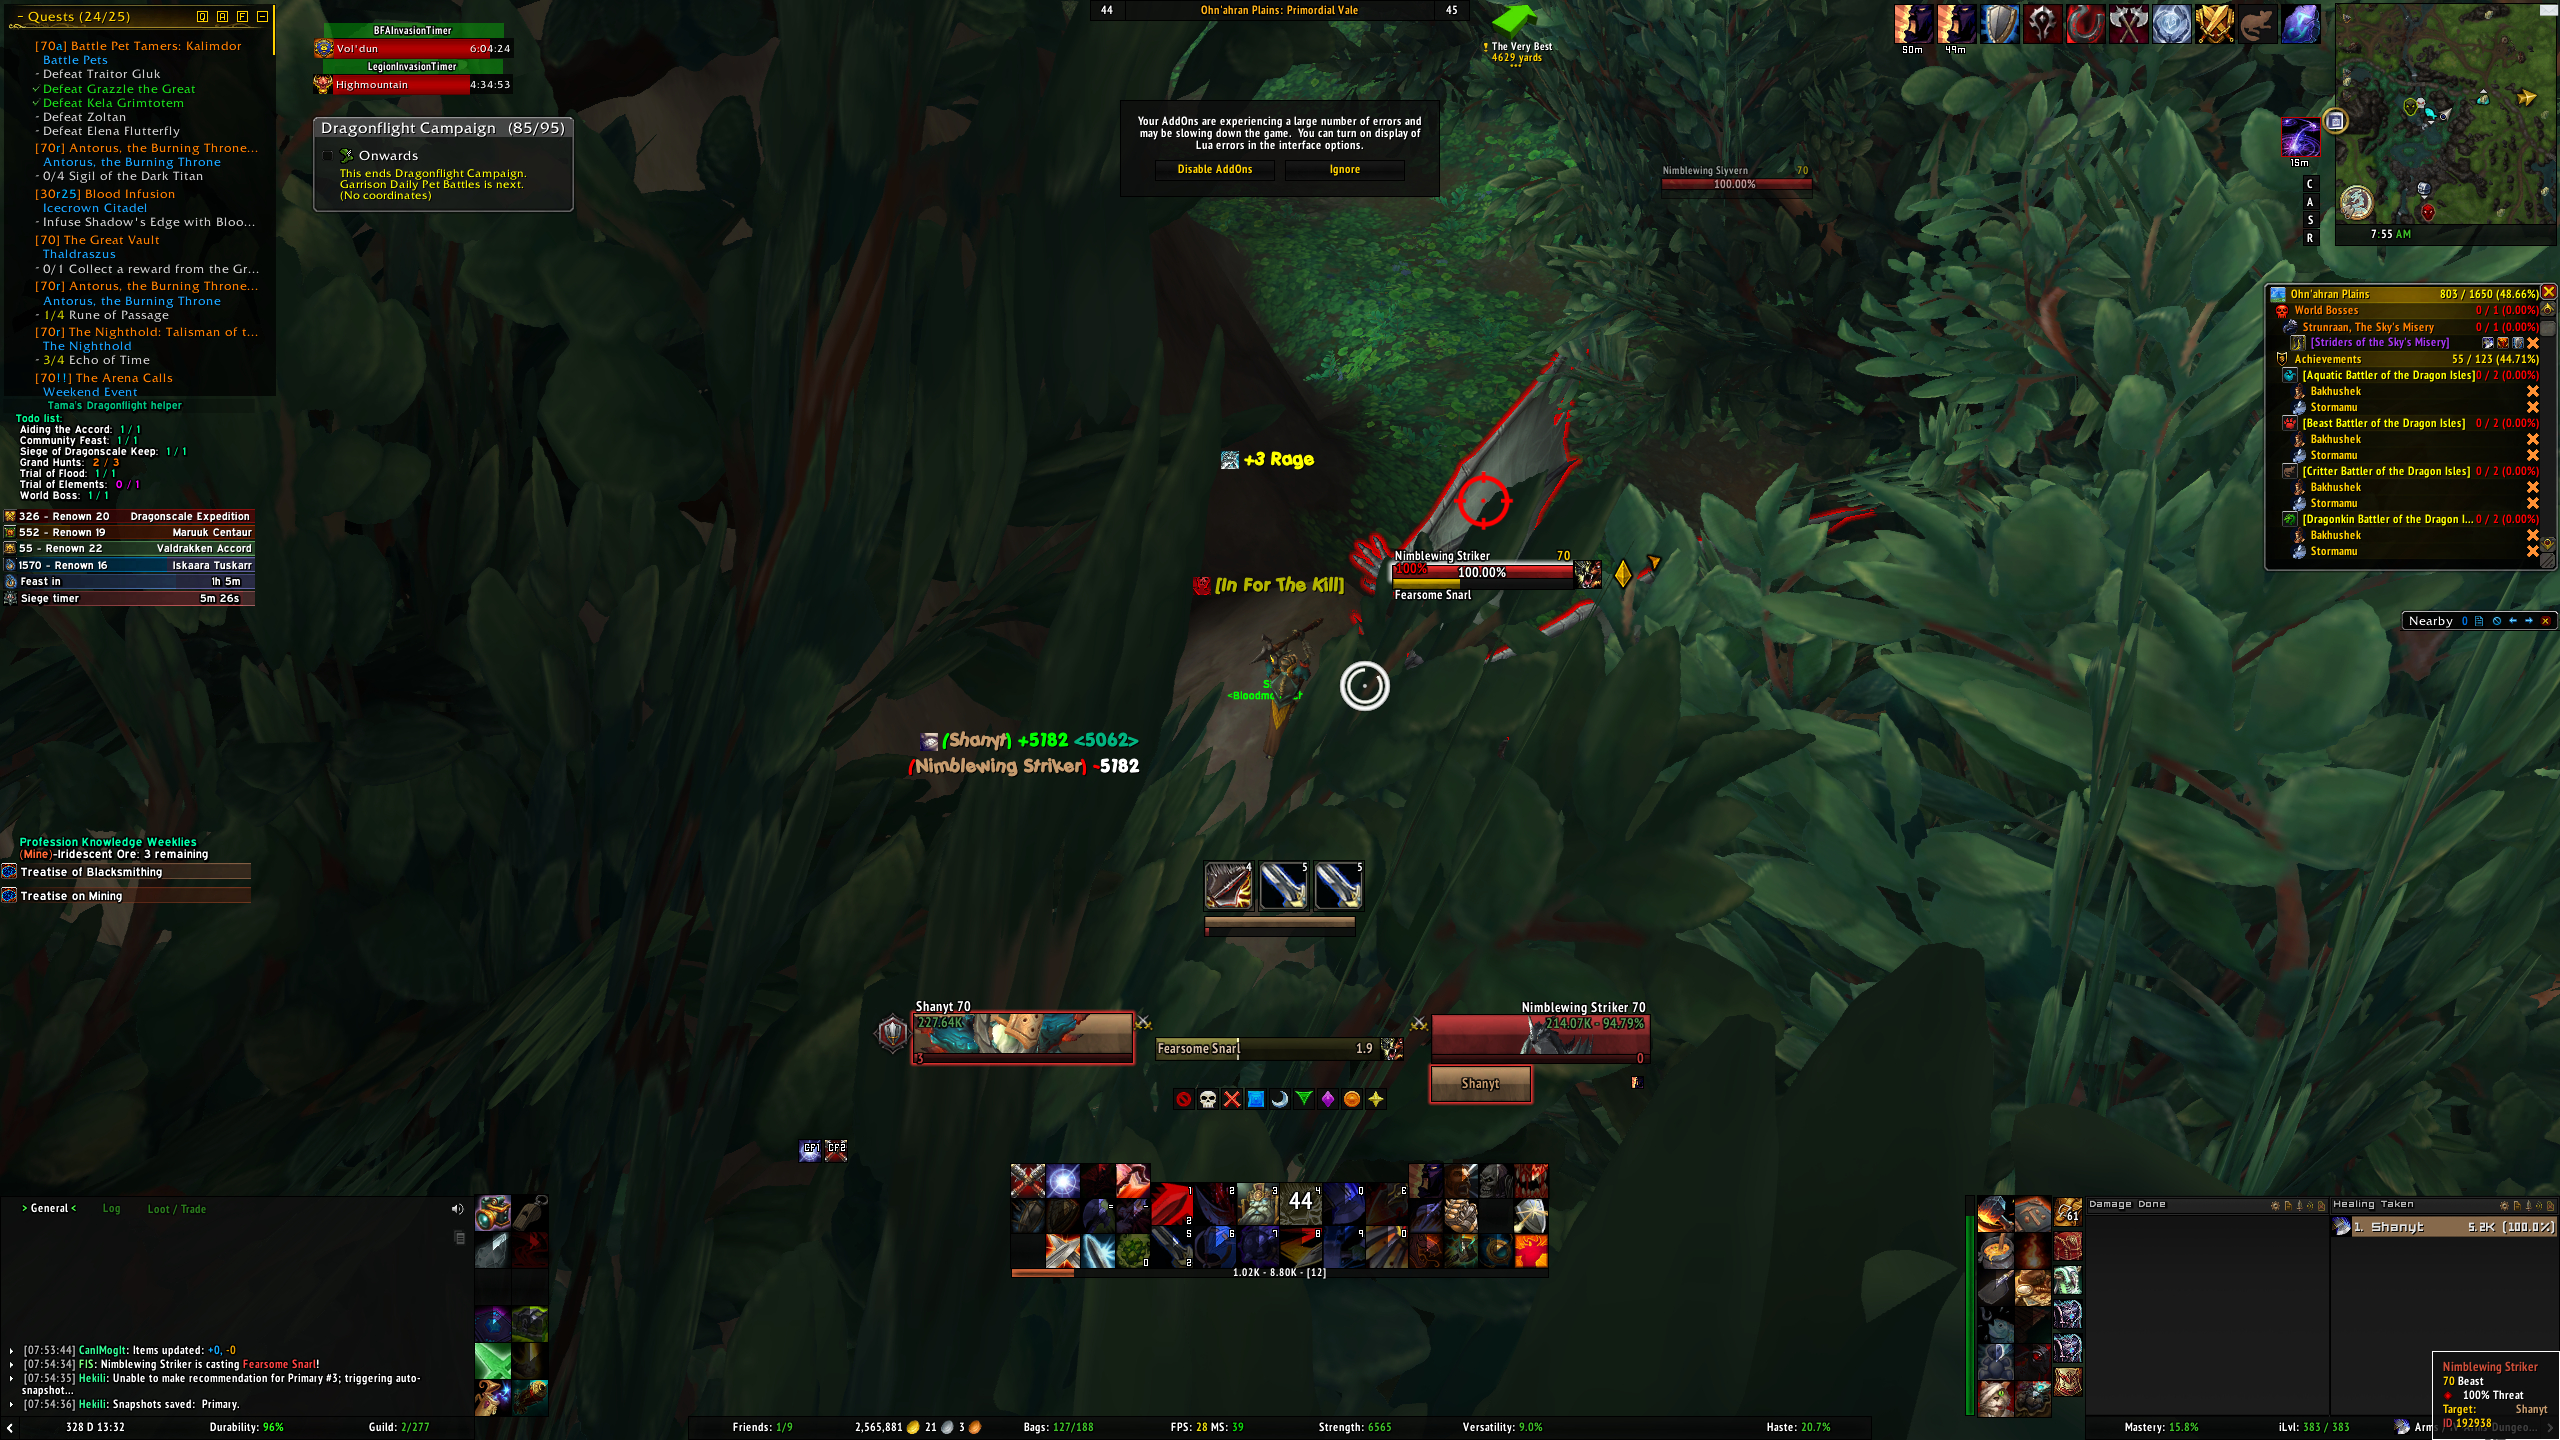 - Quests (24/25)
Q A F -
[70a] Battle Pet Tamers: Kalimdor
Battle Pets
- Defeat Traitor Gluk
Defeat Grazzle the Great
Defeat Kela Grimtotem
- Defeat Zoltan
- Defeat Elena Flutterfly
[70r] Antorus, the Burning Throne...
Antorus, the Burning Throne
- 0/4 Sigil of the Dark Titan
[30r25] Blood Infusion
Icecrown Citadel
- Infuse Shadow's Edge with Bloo...
[70] The Great Vault
Thaldraszus
- 0/1 Collect a reward from the Gr...
[70r] Antorus, the Burning Throne...
Antorus, the Burning Throne
- 1/4 Rune of Passage
[70r] The Nighthold: Talisman of t...
The Nighthold
- 3/4 Echo of Time
[70!!] The Arena Calls
Weekend Event
Tama's Dragonflight helper
Todo list:
Aiding the Accord: 1 / 1
Community Feast: 1 / 1
Siege of Dragonscale Keep: 1 / 1
Grand Hunts: 2 / 3
Trial of Flood: 1 / 1
Trial of Elements: 0 / 1
World Boss: 1 / 1
326 - Renown 20 Dragonscale Expedition
552 - Renown 19 Maruuk Centaur
55 - Renown 22 Valdrakken Accord
1570 - Renown 16 Iskaara Tuskarr
Feast in 1h 5m
Siege timer 5m 26s
Profession Knowledge Weeklies
(Mine)-Iridescent Ore: 3 remaining
Treatise of Blacksmithing
Treatise on Mining
BFAInvasionTimer
Vol'dun 6:04:24
LegionInvasionTimer
Highmountain 4:34:53
Dragonflight Campaign (85/95)
Onwards
This ends Dragonflight Campaign.
Garrison Daily Pet Battles is next.
(No coordinates)
44 Ohn'ahran Plains: Primordial Vale 45
! The Very Best
4629 yards
Your AddOns are experiencing a large number of errors and
may be slowing down the game. You can turn on display of
Lua errors in the interface options.
Disable AddOns Ignore
Nimblewing Slyvern 70
100.00%
50m 49m
15m
C
A
S
R
7:55 AM
Ohn'ahran Plains 803 / 1650 (48.66%)
World Bosses 0 / 1 (0.00%)
Strunraan, The Sky's Misery 0 / 1 (0.00%)
[Striders of the Sky's Misery]
Achievements 55 / 123 (44.71%)
[Aquatic Battler of the Dragon Isles] 0 / 2 (0.00%)
Bakhushek
Stormamu
[Beast Battler of the Dragon Isles] 0 / 2 (0.00%)
Bakhushek
Stormamu
[Critter Battler of the Dragon Isles] 0 / 2 (0.00%)
Bakhushek
Stormamu
[Dragonkin Battler of the Dragon I... 0 / 2 (0.00%)
Bakhushek
Stormamu
Nearby 0
+3 Rage
[In For The Kill]
Nimblewing Striker 70
100% 100.00%
Fearsome Snarl
(Shanyt) +5182 <5062>
(Nimblewing Striker) -5182
4 5 5
Shanyt 70
227.64K
3
Fearsome Snarl 1.9
Nimblewing Striker 70
214.07K - 94.79%
0
Shanyt
CF1 CF2
44
1.02K - 8.80K - [12]
> General < Log Loot / Trade
[07:53:44] CanIMogIt: Items updated: +0, -0
[07:54:34] FIS: Nimblewing Striker is casting Fearsome Snarl!
[07:54:35] Hekili: Unable to make recommendation for Primary #3; triggering auto-
snapshot...
[07:54:36] Hekili: Snapshots saved: Primary.
61
Damage Done
Healing Taken
1. Shanyt 5.2K (100.0%)
Nimblewing Striker
70 Beast
100% Threat
Target: Shanyt
ID 192938
328 D 13:32 Durability: 96% Guild: 2/277 Friends: 1/9 2,565,881 21 3 Bags: 127/188 FPS: 28 MS: 39 Strength: 6565 Versatility: 9.0% Haste: 20.7% Mastery: 15.8% iLvl: 383 / 383